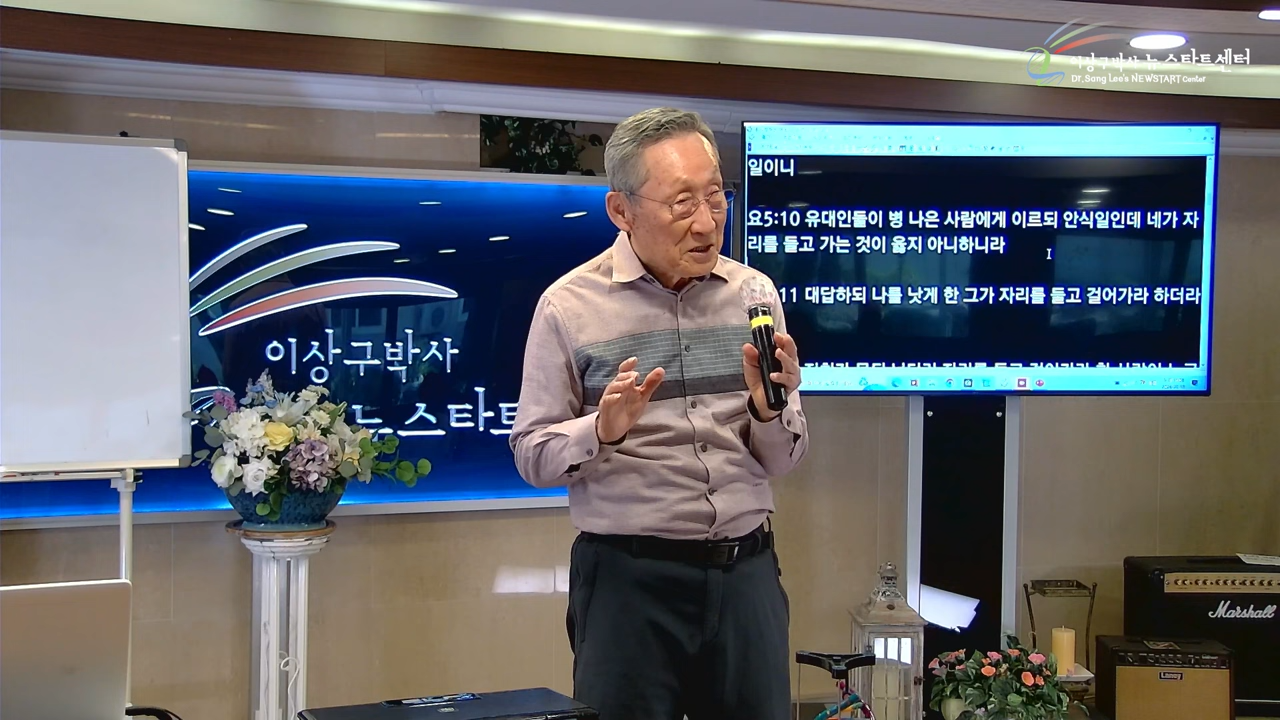 이상구박사 뉴스타트센터
Dr. Sang Lee's NEWSTART Center
일이니
요5:10 유대인들이 병 나은 사람에게 이르되 안식일인데 네가 자
리를 들고 가는 것이 옳지 아니하니라
11 대답하되 나를 낫게 한 그가 자리를 들고 걸어가라 하더라
이상구박사
뉴스타트
Marshall
Laney